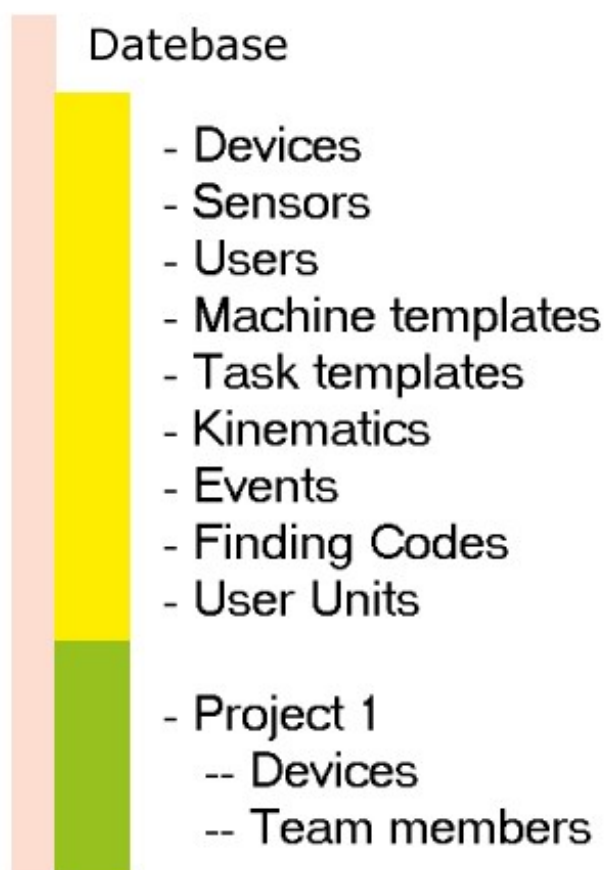 Datebase
- Devices
- Sensors
- Users
- Machine templates
- Task templates
- Kinematics
- Events
- Finding Codes
- User Units
- Project 1
-- Devices
-- Team members